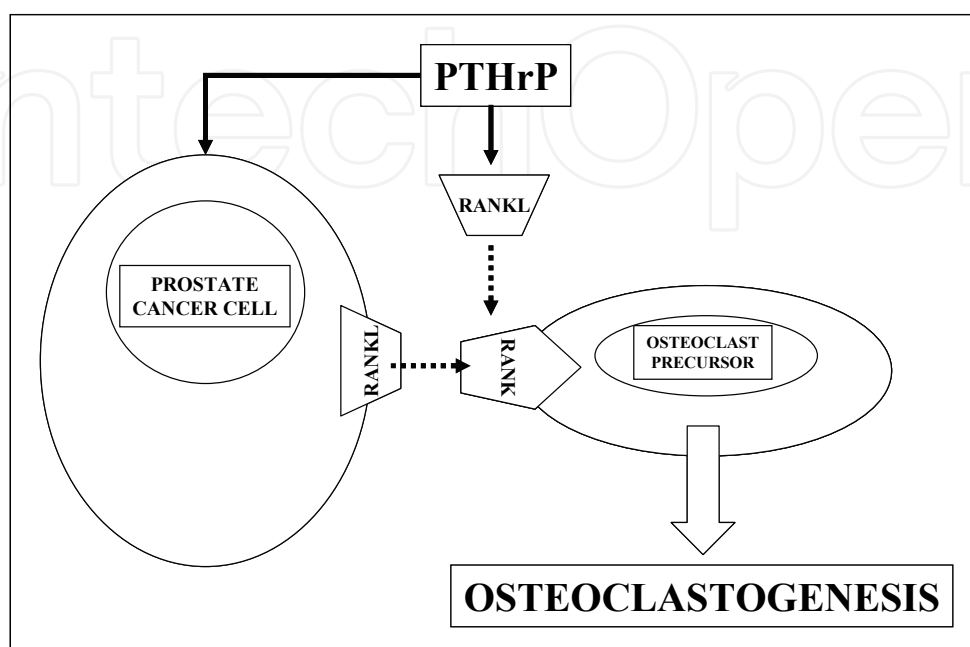 PTHrP
RANKL
PROSTATE
CANCER CELL
RANKL
RANK
OSTEOCLAST
PRECURSOR
OSTEOCLASTOGENESIS